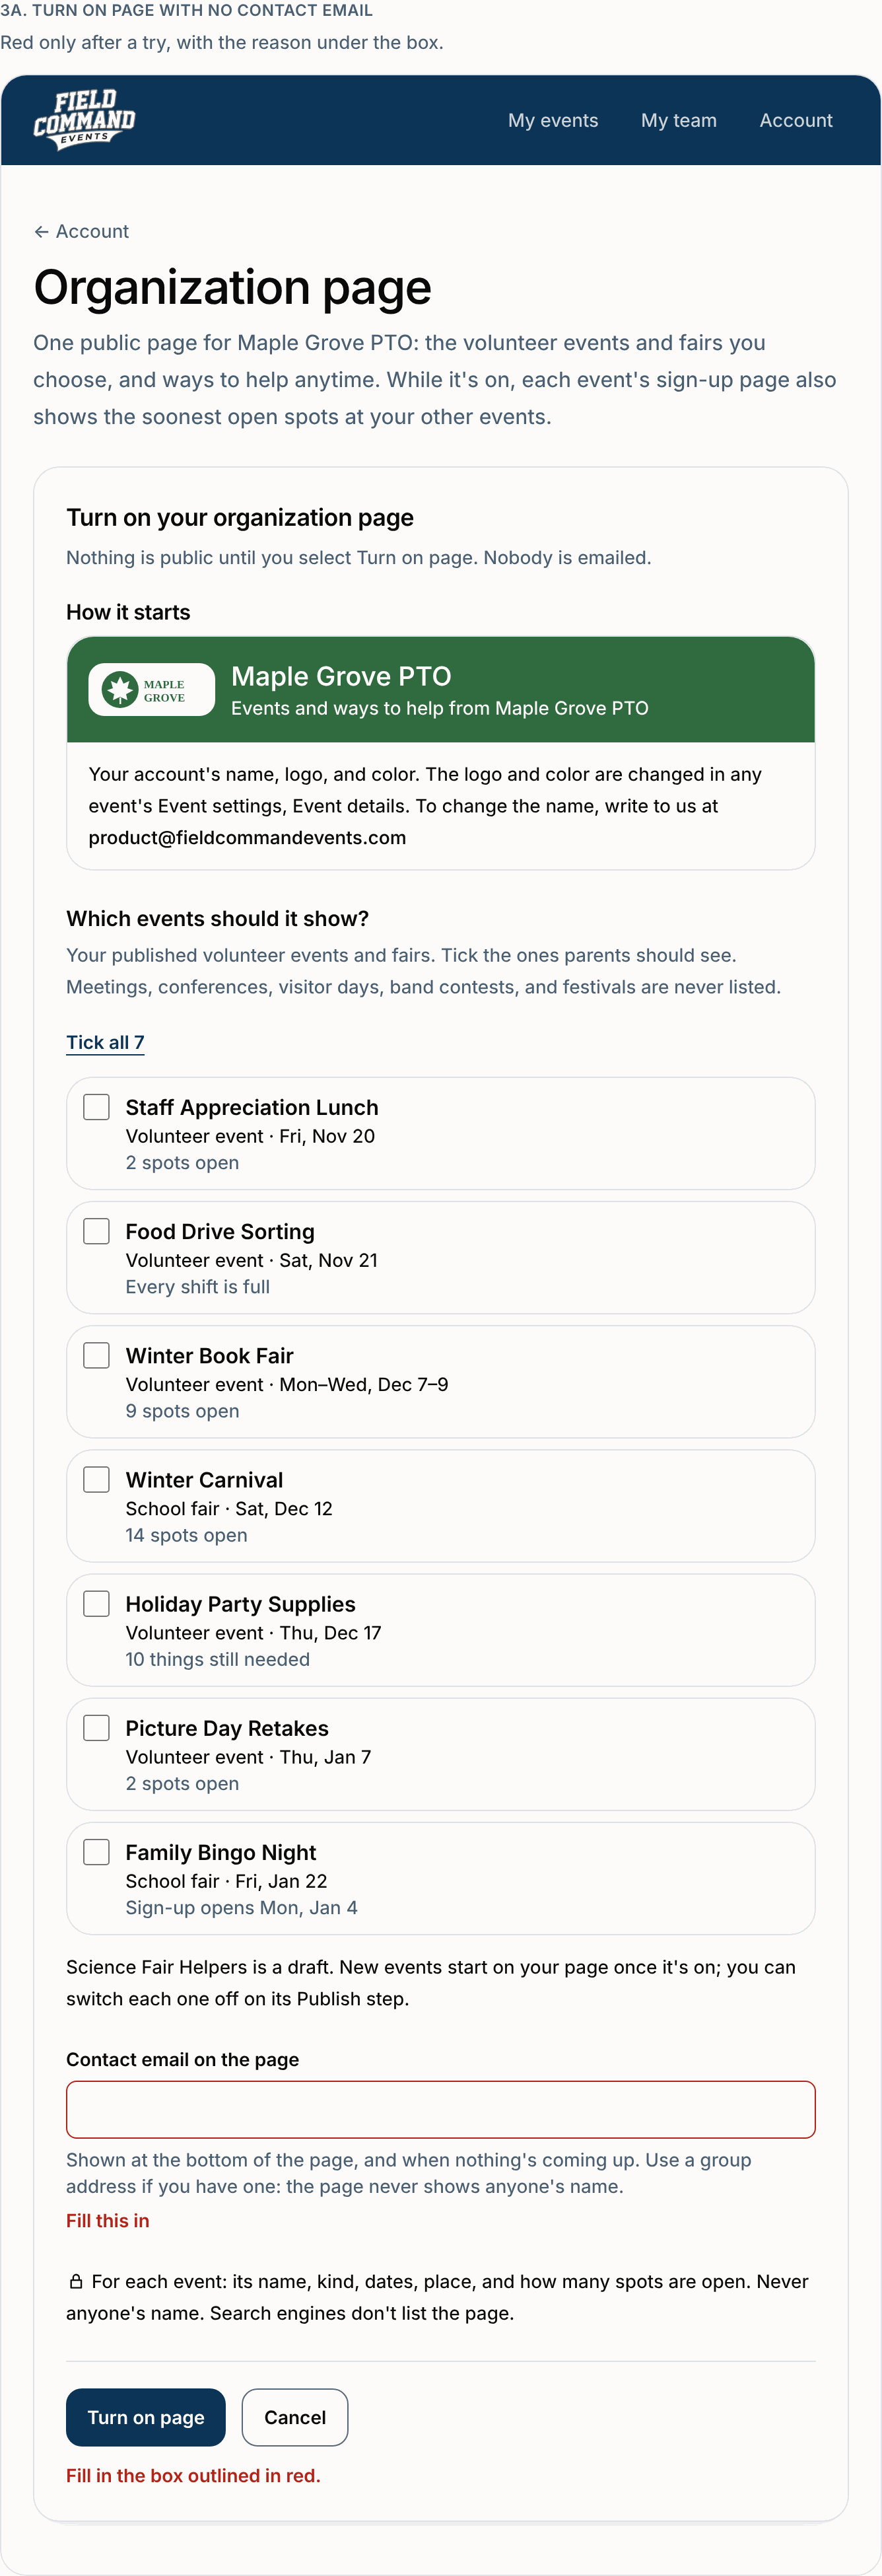 3A. TURN ON PAGE WITH NO CONTACT EMAIL
Red only after a try, with the reason under the box.
FIELD
COMMAND
EVENTS
My events
My team
Account
← Account
Organization page
One public page for Maple Grove PTO: the volunteer events and fairs you
choose, and ways to help anytime. While it's on, each event's sign-up page also
shows the soonest open spots at your other events.
Turn on your organization page
Nothing is public until you select Turn on page. Nobody is emailed.
How it starts
MAPLE
GROVE
Maple Grove PTO
Events and ways to help from Maple Grove PTO
Your account's name, logo, and color. The logo and color are changed in any
event's Event settings, Event details. To change the name, write to us at
product@fieldcommandevents.com
Which events should it show?
Your published volunteer events and fairs. Tick the ones parents should see.
Meetings, conferences, visitor days, band contests, and festivals are never listed.
Tick all 7
Staff Appreciation Lunch
Volunteer event · Fri, Nov 20
2 spots open
Food Drive Sorting
Volunteer event · Sat, Nov 21
Every shift is full
Winter Book Fair
Volunteer event · Mon–Wed, Dec 7–9
9 spots open
Winter Carnival
School fair · Sat, Dec 12
14 spots open
Holiday Party Supplies
Volunteer event · Thu, Dec 17
10 things still needed
Picture Day Retakes
Volunteer event · Thu, Jan 7
2 spots open
Family Bingo Night
School fair · Fri, Jan 22
Sign-up opens Mon, Jan 4
Science Fair Helpers is a draft. New events start on your page once it's on; you can
switch each one off on its Publish step.
Contact email on the page
Shown at the bottom of the page, and when nothing's coming up. Use a group
address if you have one: the page never shows anyone's name.
Fill this in
For each event: its name, kind, dates, place, and how many spots are open. Never
anyone's name. Search engines don't list the page.
Turn on page
Cancel
Fill in the box outlined in red.